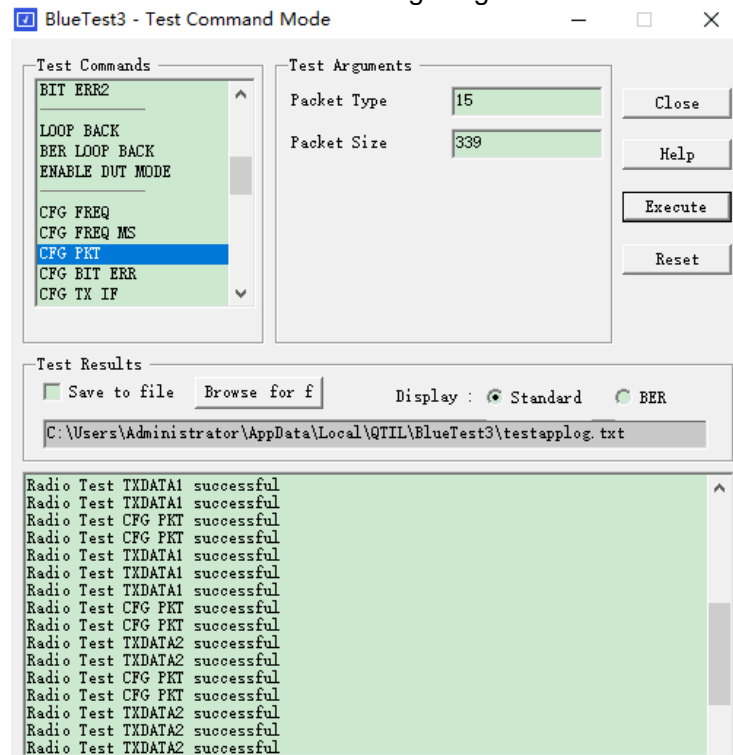 BlueTest3 - Test Command Mode
Test Commands
BIT ERR2
LOOP BACK
BER LOOP BACK
ENABLE DUT MODE
CFG FREQ
CFG FREQ MS
CFG PKT
CFG BIT ERR
CFG TX IF
Test Arguments
Packet Type 15
Packet Size 339
Close
Help
Execute
Reset
Test Results
Save to file Browse for f Display : Standard BER
C:\Users\Administrator\AppData\Local\QTIL\BlueTest3\testapplog.txt
Radio Test TXDATA1 successful
Radio Test TXDATA1 successful
Radio Test CFG PKT successful
Radio Test CFG PKT successful
Radio Test TXDATA1 successful
Radio Test TXDATA1 successful
Radio Test TXDATA1 successful
Radio Test CFG PKT successful
Radio Test CFG PKT successful
Radio Test TXDATA2 successful
Radio Test TXDATA2 successful
Radio Test CFG PKT successful
Radio Test CFG PKT successful
Radio Test TXDATA2 successful
Radio Test TXDATA2 successful
Radio Test TXDATA2 successful